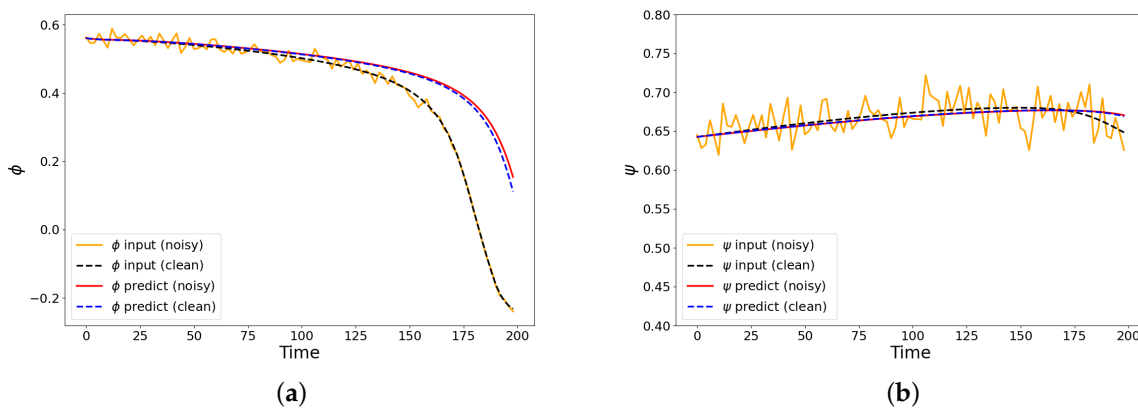 0.6
0.4
0.2
0.0
−0.2
ϕ
0 25 50 75 100 125 150 175 200
Time
ϕ input (noisy)
ϕ input (clean)
ϕ predict (noisy)
ϕ predict (clean)
(a)
0.80
0.75
0.70
0.65
0.60
0.55
0.50
0.45
0.40
ψ
0 25 50 75 100 125 150 175 200
Time
ψ input (noisy)
ψ input (clean)
ψ predict (noisy)
ψ predict (clean)
(b)